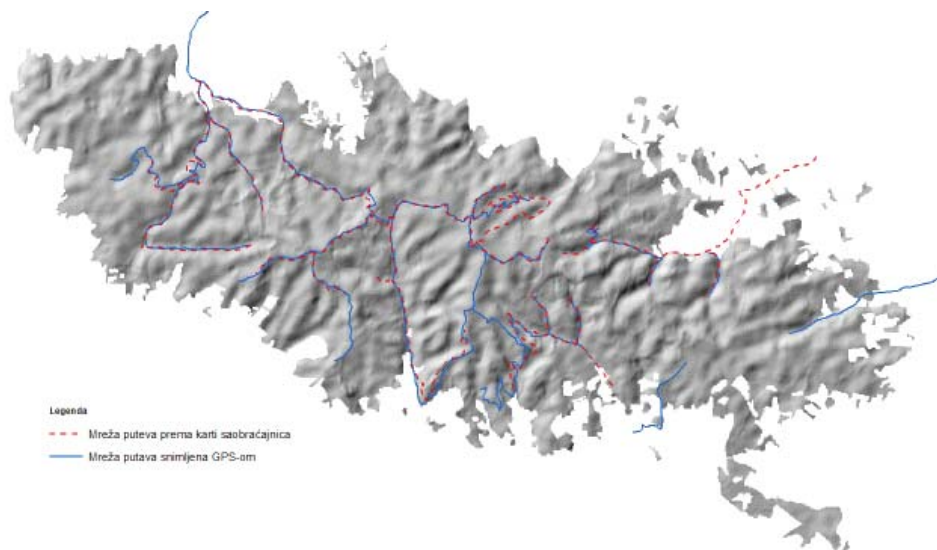 Legenda
Mreža puteva prema karti saobraćajnica
Mreža putava snimljena GPS-om